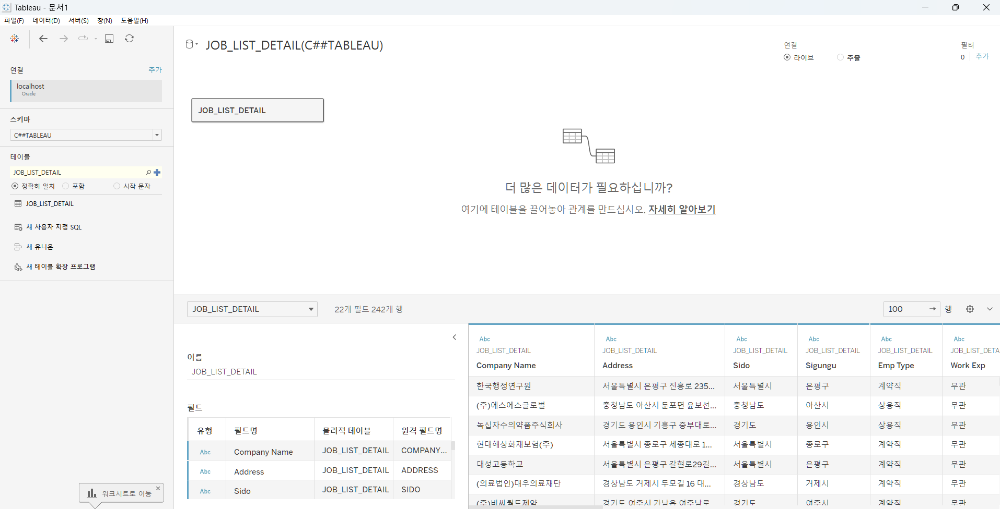 Tableau - 문서1
파일(F) 데이터(D) 서버(S) 창(N) 도움말(H)
연결 추가
localhost
Oracle
스키마
C##TABLEAU
테이블
JOB_LIST_DETAIL
정확히 일치 포함 시작 문자
JOB_LIST_DETAIL
새 사용자 지정 SQL
새 유니온
새 테이블 확장 프로그램
워크시트로 이동
JOB_LIST_DETAIL(C##TABLEAU)
연결
라이브 추출
필터
0 추가
JOB_LIST_DETAIL
더 많은 데이터가 필요하십니까?
여기에 테이블을 끌어놓아 관계를 만드십시오. 자세히 알아보기
JOB_LIST_DETAIL 22개 필드 242개 행 100 행
이름
JOB_LIST_DETAIL
필드
유형 필드명 물리적 테이블 원격 필드명
Abc Company Name JOB_LIST_DETAIL COMPANY...
Abc Address JOB_LIST_DETAIL ADDRESS
Abc Sido JOB_LIST_DETAIL SIDO
Abc Abc Abc Abc Abc Abc
JOB_LIST_DETAIL JOB_LIST_DETAIL JOB_LIST_DETAIL JOB_LIST_DETAIL JOB_LIST_DETAIL JOB_LIST_DETA
Company Name Address Sido Sigungu Emp Type Work Exp
한국행정연구원 서울특별시 은평구 진흥로 235... 서울특별시 은평구 계약직 무관
(주)에스에스글로벌 충청남도 아산시 둔포면 윤보선... 충청남도 아산시 상용직 무관
녹십자수의약품주식회사 경기도 용인시 기흥구 중부대로... 경기도 용인시 상용직 무관
현대해상화재보험(주) 서울특별시 종로구 세종대로 1... 서울특별시 종로구 계약직 무관
대성고등학교 서울특별시 은평구 갈현로29길... 서울특별시 은평구 계약직 무관
(의료법인)대우의료재단 경상남도 거제시 두모길 16 대... 경상남도 거제시 계약직 무관
(주)비씨월드제약 경기도 여주시 가남읍 여주남로 경기도 여주시 계약직 무관